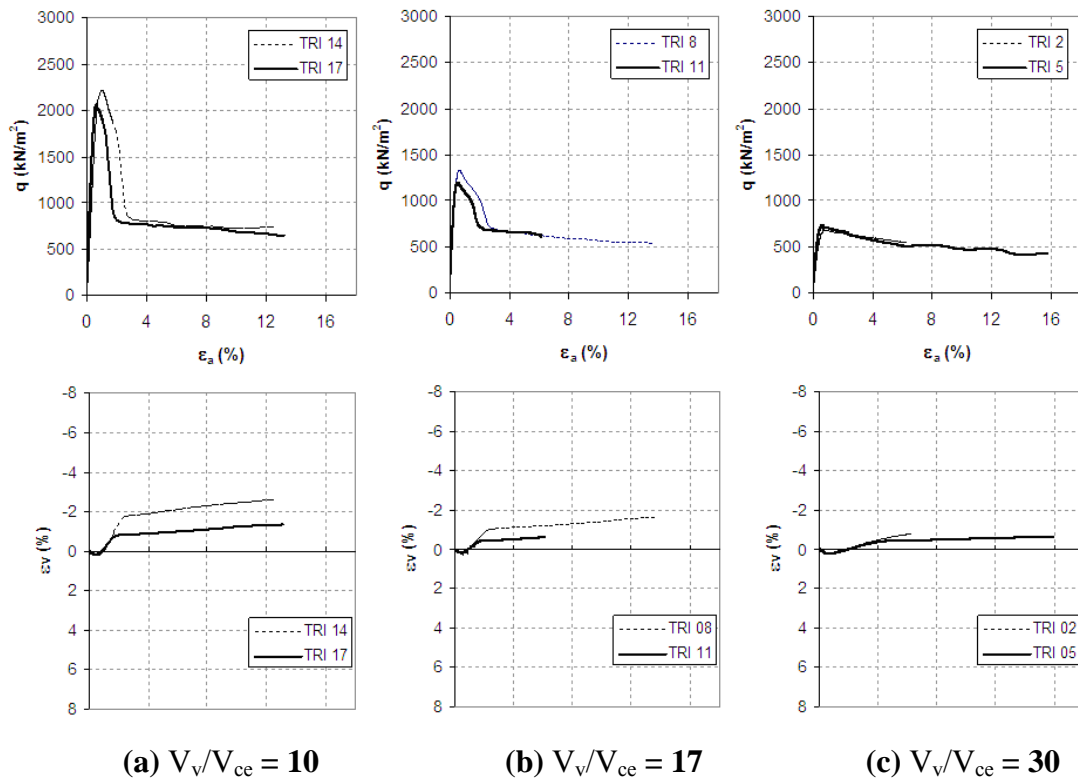 3000
2500
2000
1500
1000
500
0
q (kN/m²)
0 4 8 12 16
εₐ (%)
TRI 14
TRI 17
3000
2500
2000
1500
1000
500
0
q (kN/m²)
0 4 8 12 16
εₐ (%)
TRI 8
TRI 11
3000
2500
2000
1500
1000
500
0
q (kN/m²)
0 4 8 12 16
εₐ (%)
TRI 2
TRI 5
-8
-6
-4
-2
0
2
4
6
8
εv (%)
TRI 14
TRI 17
-8
-6
-4
-2
0
2
4
6
8
εv (%)
TRI 08
TRI 11
-8
-6
-4
-2
0
2
4
6
8
εv (%)
TRI 02
TRI 05
(a) Vᵥ/V_ce = 10
(b) Vᵥ/V_ce = 17
(c) Vᵥ/V_ce = 30